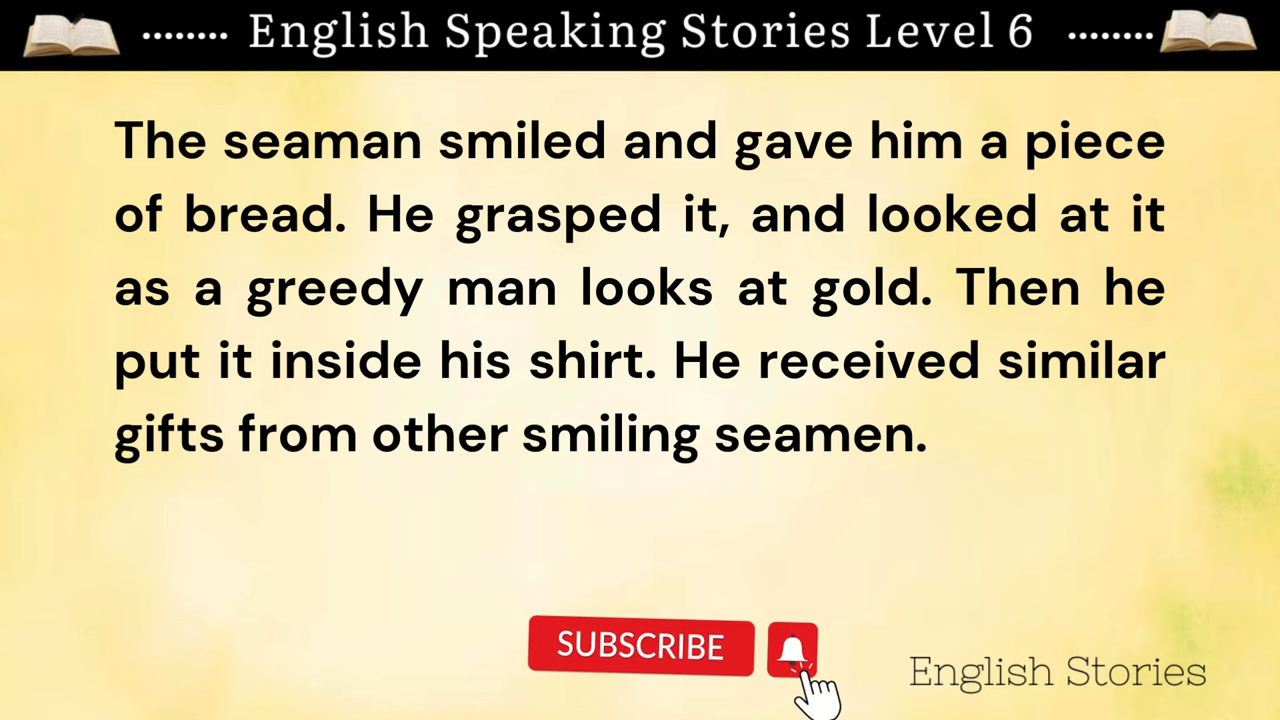 ........ English Speaking Stories Level 6 ........
The seaman smiled and gave him a piece
of bread. He grasped it, and looked at it
as a greedy man looks at gold. Then he
put it inside his shirt. He received similar
gifts from other smiling seamen.
SUBSCRIBE
English Stories